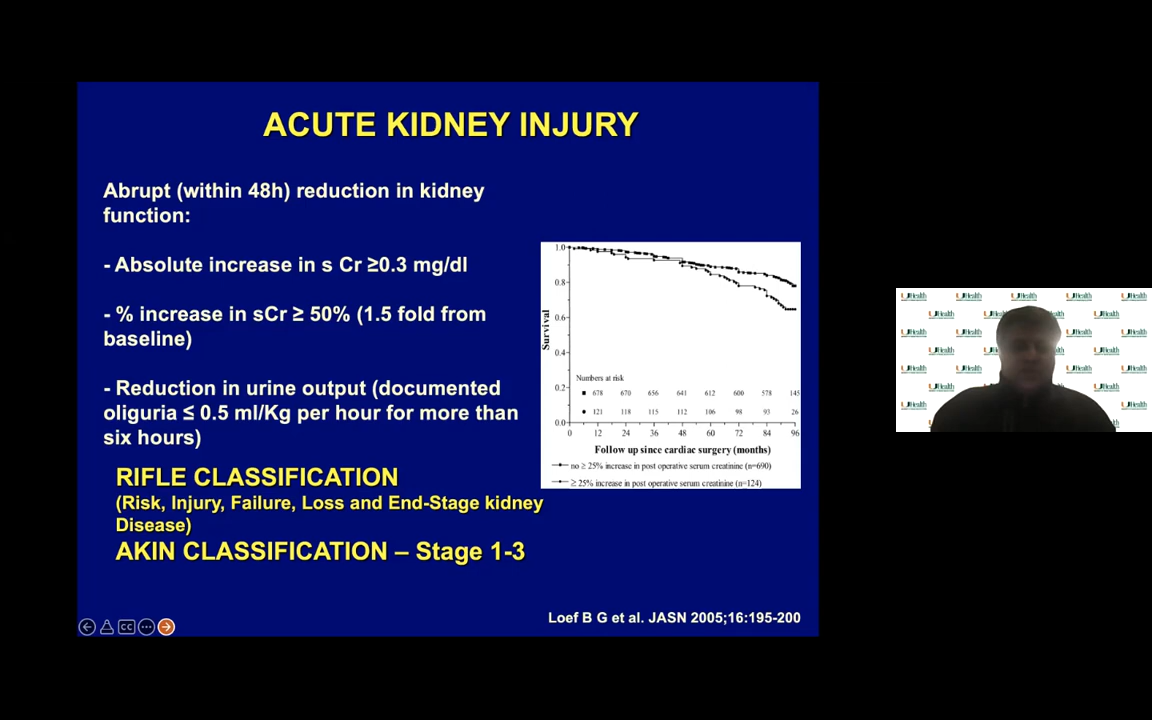 ACUTE KIDNEY INJURY
Abrupt (within 48h) reduction in kidney
function:
- Absolute increase in s Cr ≥0.3 mg/dl
- % increase in sCr ≥ 50% (1.5 fold from
baseline)
- Reduction in urine output (documented
oliguria ≤ 0.5 ml/Kg per hour for more than
six hours)
RIFLE CLASSIFICATION
(Risk, Injury, Failure, Loss and End-Stage kidney
Disease)
AKIN CLASSIFICATION – Stage 1-3
Survival
1.0
0.8
0.6
0.4
0.2
0.0
Numbers at risk
678 670 656 641 612 600 578 145
121 118 115 112 106 98 93 26
0 12 24 36 48 60 72 84 96
Follow up since cardiac surgery (months)
no ≥ 25% increase in post operative serum creatinine (n=690)
≥ 25% increase in post operative serum creatinine (n=124)
Loef B G et al. JASN 2005;16:195-200
CC
UHealth UHealth UHealth UHealth UHealth